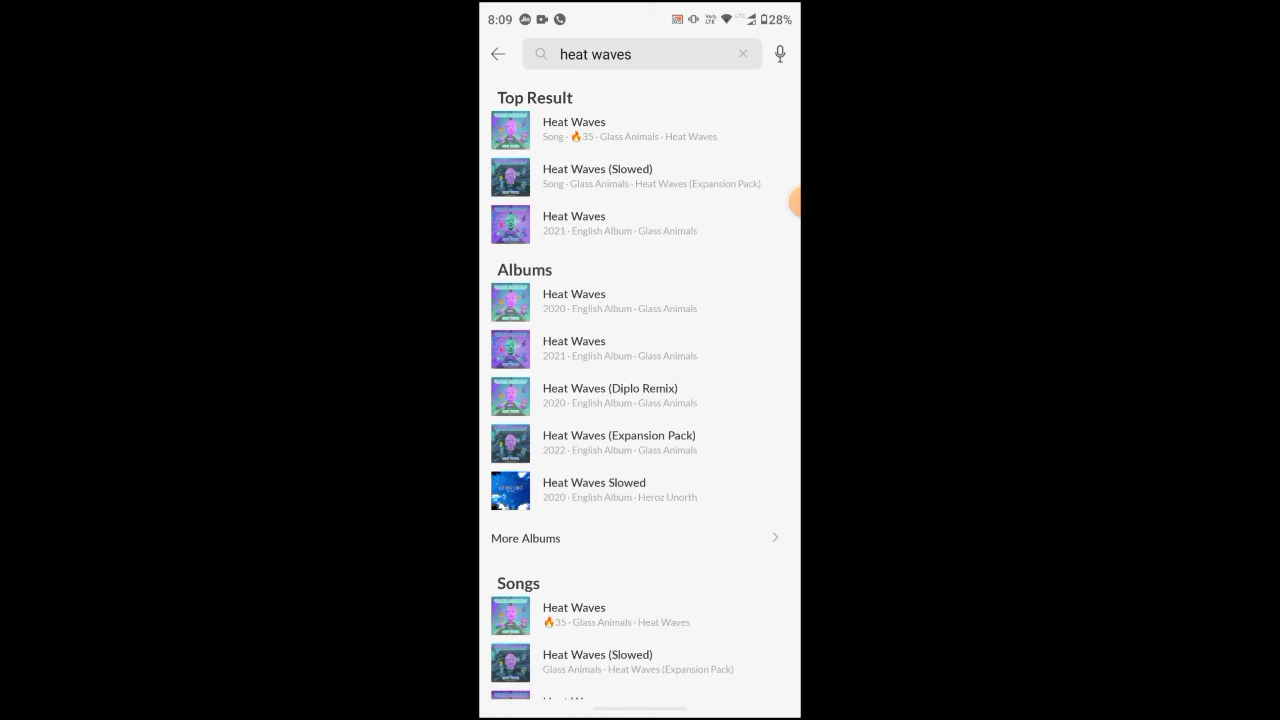 8:09 Jio VoLTE LTE 28%
heat waves
Top Result
Heat Waves
Song · 🔥35 · Glass Animals · Heat Waves
Heat Waves (Slowed)
Song · Glass Animals · Heat Waves (Expansion Pack)
Heat Waves
2021 · English Album · Glass Animals
Albums
Heat Waves
2020 · English Album · Glass Animals
Heat Waves
2021 · English Album · Glass Animals
Heat Waves (Diplo Remix)
2020 · English Album · Glass Animals
Heat Waves (Expansion Pack)
2022 · English Album · Glass Animals
Heat Waves Slowed
2020 · English Album · Heroz Unorth
More Albums
Songs
Heat Waves
🔥35 · Glass Animals · Heat Waves
Heat Waves (Slowed)
Glass Animals · Heat Waves (Expansion Pack)